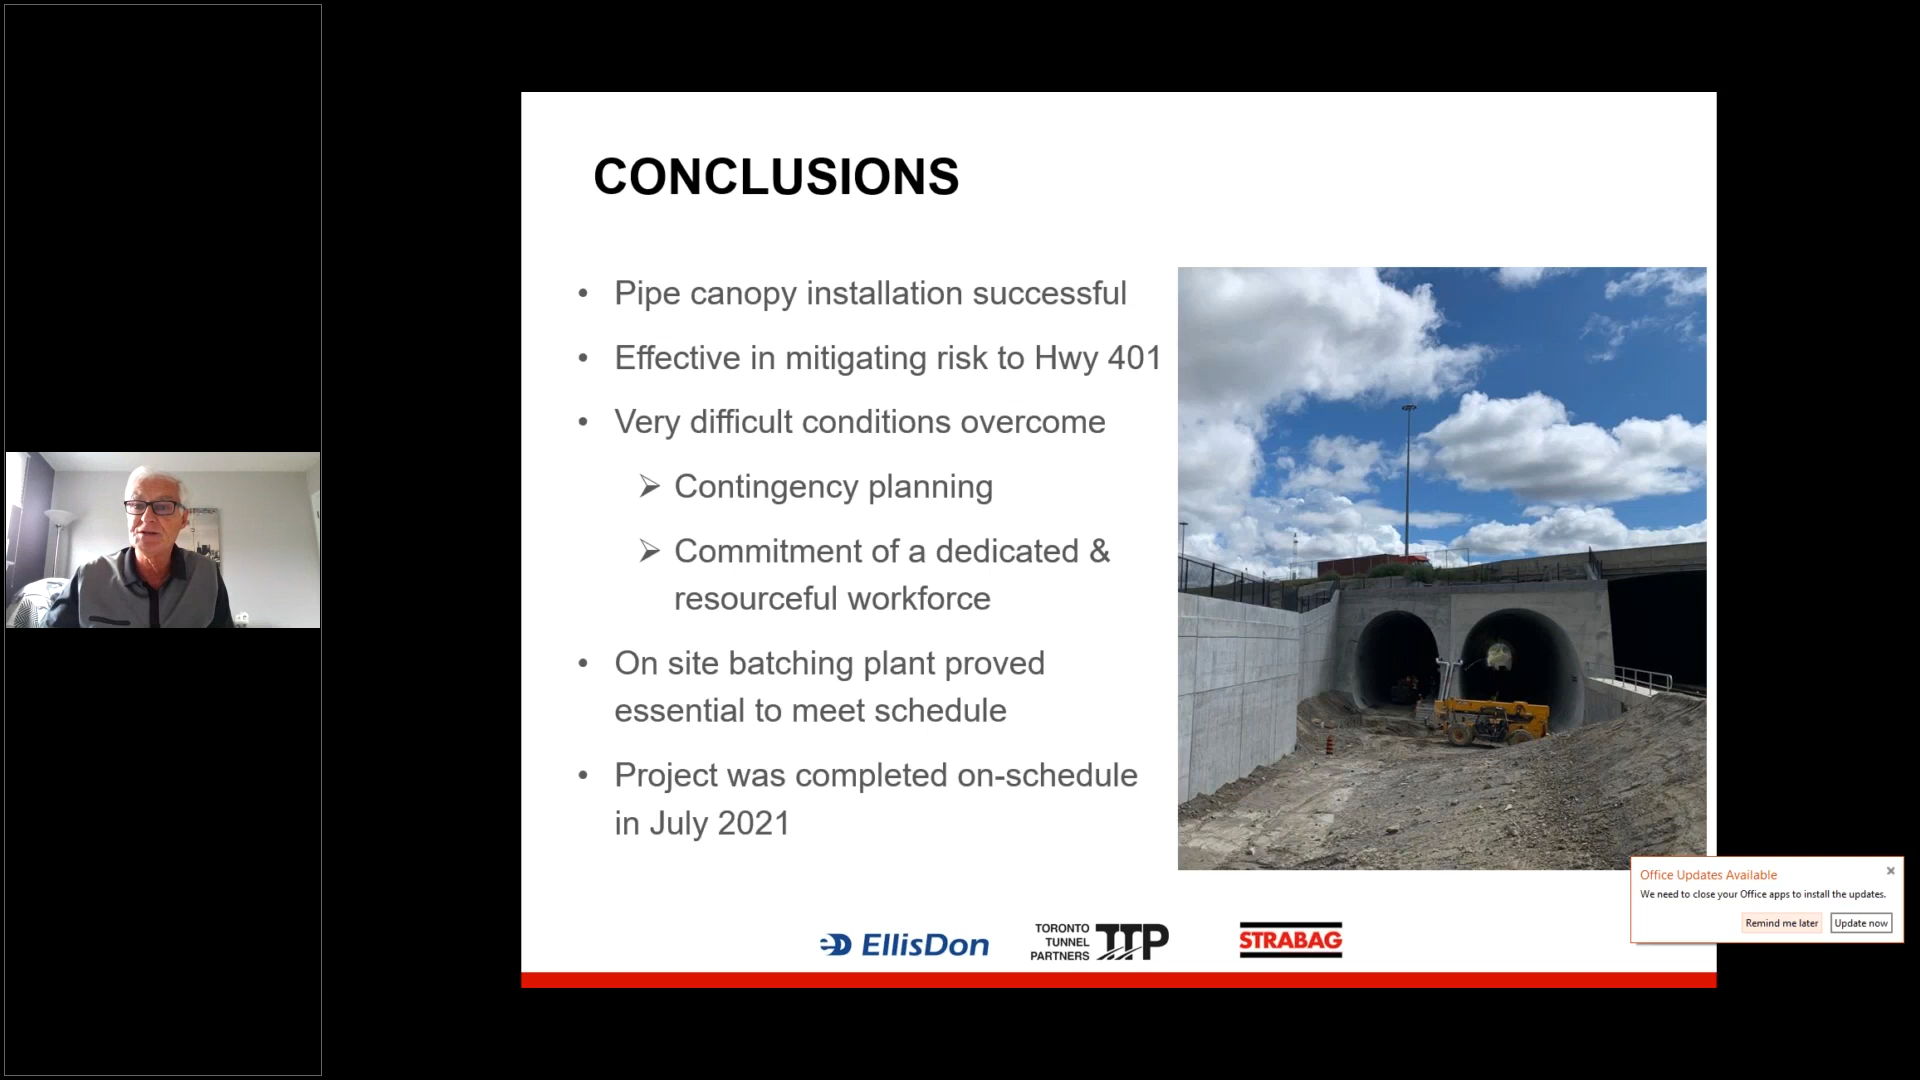 CONCLUSIONS
• Pipe canopy installation successful
• Effective in mitigating risk to Hwy 401
• Very difficult conditions overcome
➢ Contingency planning
➢ Commitment of a dedicated &
resourceful workforce
• On site batching plant proved
essential to meet schedule
• Project was completed on-schedule
in July 2021
EllisDon
TORONTO
TUNNEL
PARTNERS
TTP
STRABAG
Office Updates Available
We need to close your Office apps to install the updates.
Remind me later
Update now